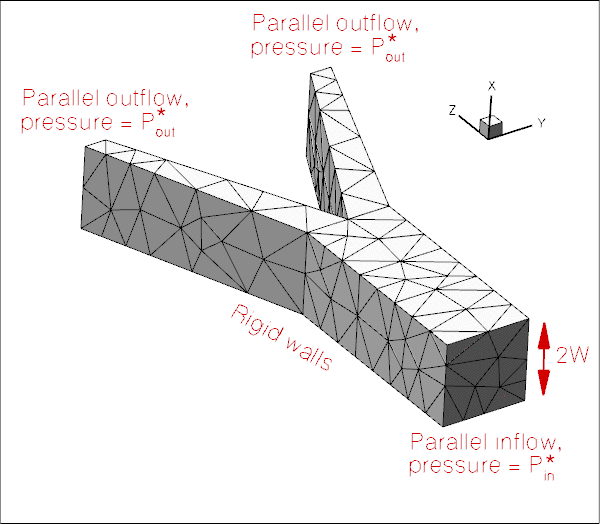 Parallel outflow,
pressure = P*out
Parallel outflow,
pressure = P*out
X
Z
Y
Rigid walls
2W
Parallel inflow,
pressure = P*in